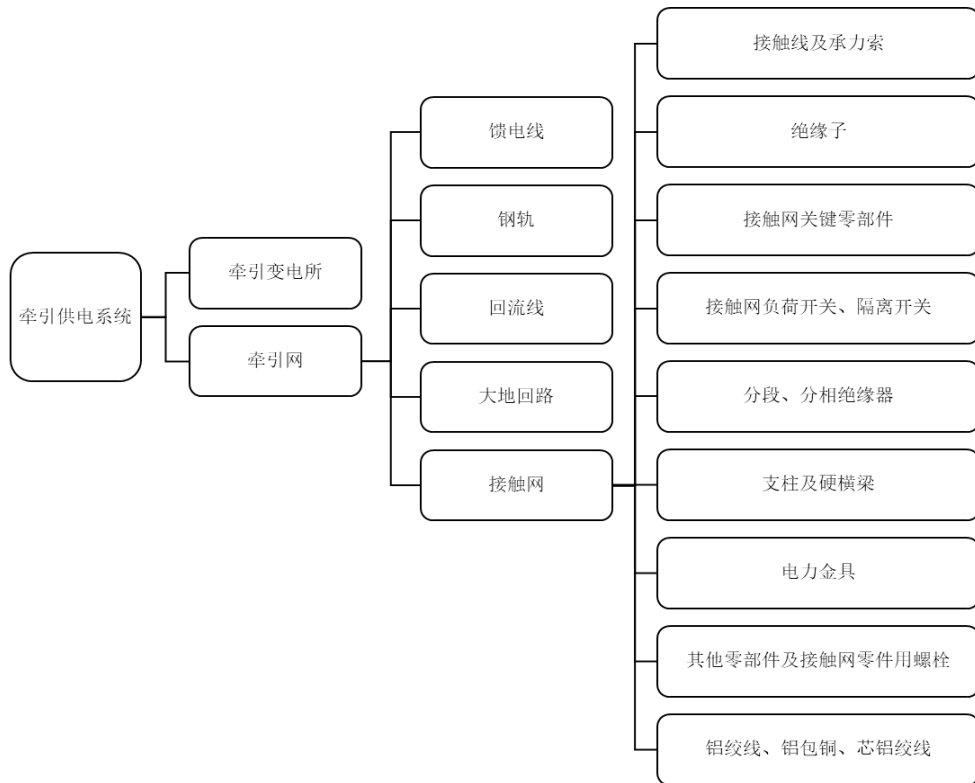 牵引供电系统
牵引变电所
牵引网
馈电线
钢轨
回流线
大地回路
接触网
接触线及承力索
绝缘子
接触网关键零部件
接触网负荷开关、隔离开关
分段、分相绝缘器
支柱及硬横梁
电力金具
其他零部件及接触网零件用螺栓
铝绞线、铝包铜、芯铝绞线